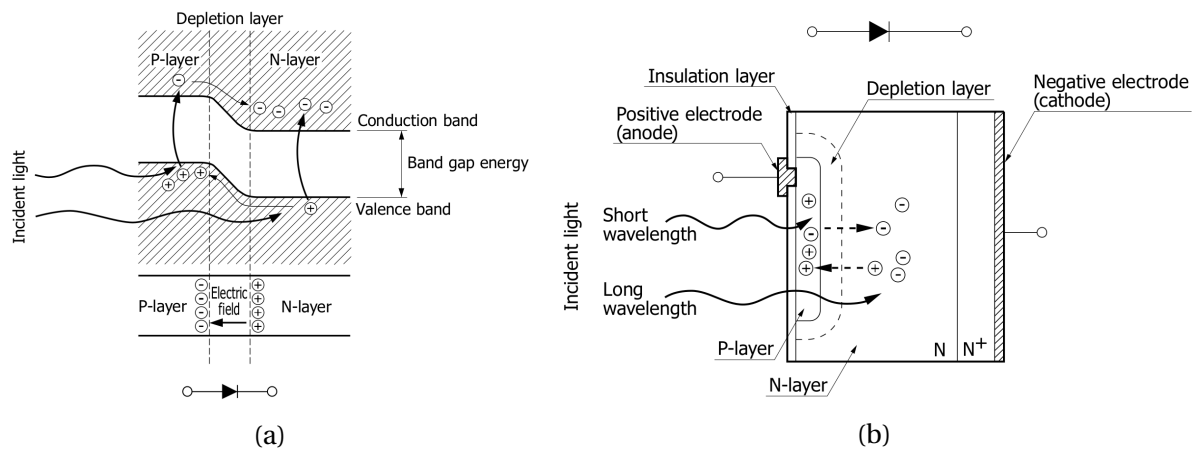 Depletion layer
P-layer
N-layer
Conduction band
Band gap energy
Valence band
Incident light
P-layer
Electric
field
N-layer
(a)
Insulation layer
Depletion layer
Negative electrode
(cathode)
Positive electrode
(anode)
Short
wavelength
Long
wavelength
Incident light
P-layer
N-layer
N
N+
(b)